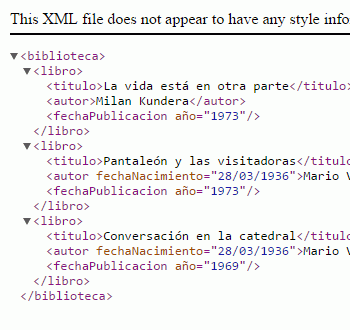 This XML file does not appear to have any style info
▼<biblioteca>
▼<libro>
<titulo>La vida está en otra parte</titulo>
<autor>Milan Kundera</autor>
<fechaPublicacion año="1973"/>
</libro>
▼<libro>
<titulo>Pantaleón y las visitadoras</titulo>
<autor fechaNacimiento="28/03/1936">Mario V
<fechaPublicacion año="1973"/>
</libro>
▼<libro>
<titulo>Conversación en la catedral</titulo>
<autor fechaNacimiento="28/03/1936">Mario V
<fechaPublicacion año="1969"/>
</libro>
</biblioteca>